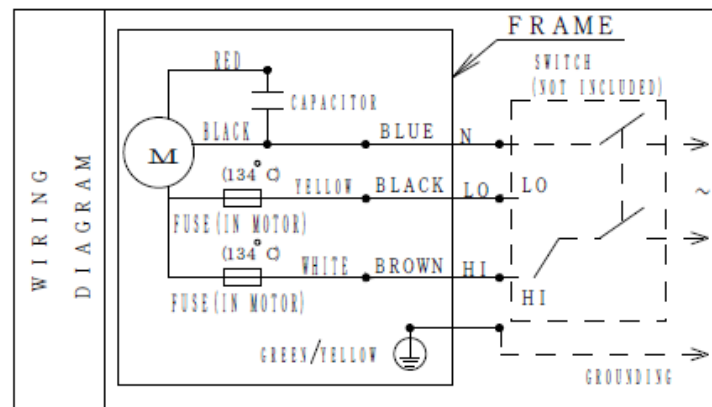 WIRING
DIAGRAM
FRAME
SWITCH
(NOT INCLUDED)
RED
CAPACITOR
BLACK
BLUE
N
M
(134°C)
YELLOW
BLACK
LO
LO
~
FUSE(IN MOTOR)
(134°C)
WHITE
BROWN
HI
HI
FUSE(IN MOTOR)
GREEN/YELLOW
GROUNDING